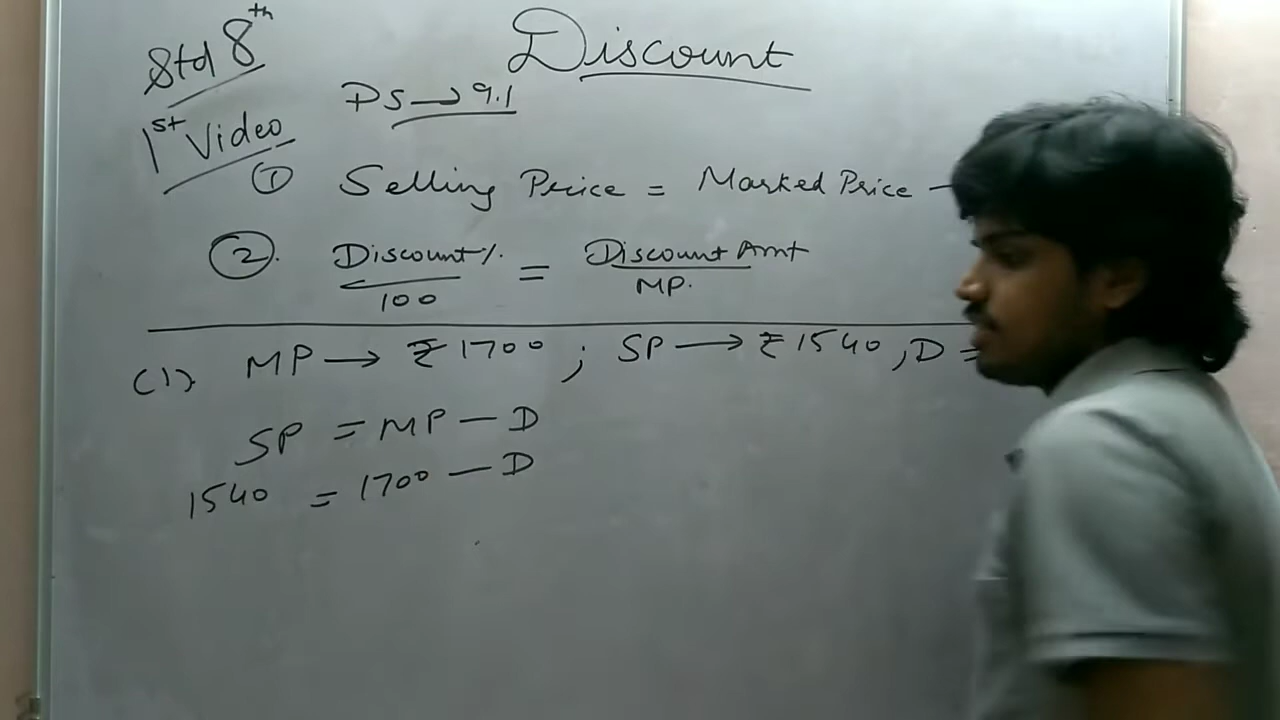 Discount
Std 8th
1st Video
PS → 9.1
① Selling Price = Marked Price -
②. Discount% / 100 = Discount Amt / MP.
(1). MP → ₹1700 ; SP → ₹1540, D =
SP = MP - D
1540 = 1700 - D